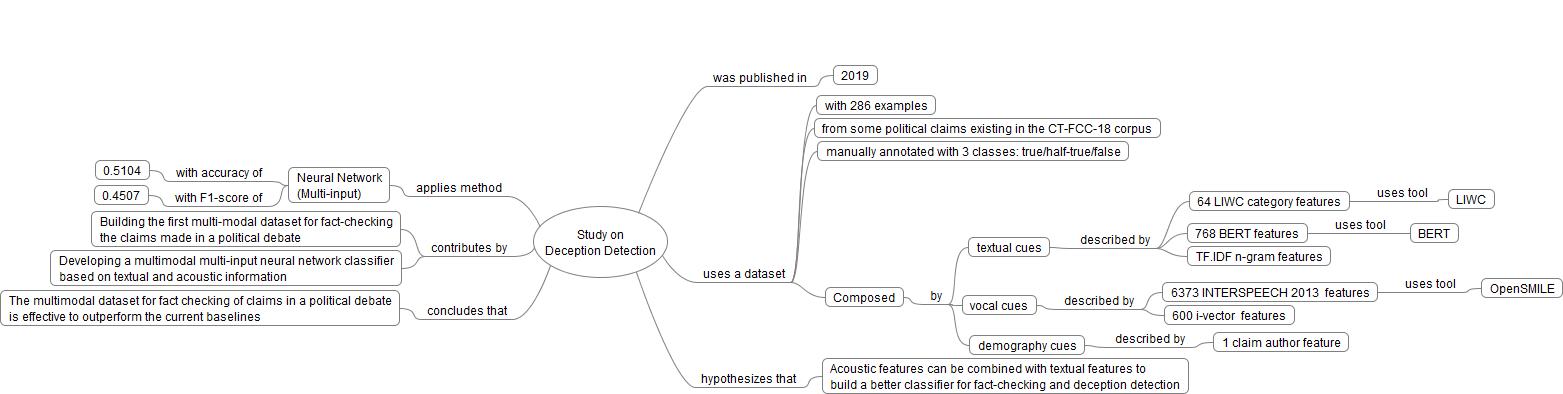 Study on
Deception Detection
was published in
2019
uses a dataset
with 286 examples
from some political claims existing in the CT-FCC-18 corpus
manually annotated with 3 classes: true/half-true/false
Composed
by
textual cues
described by
64 LIWC category features
uses tool
LIWC
768 BERT features
uses tool
BERT
TF.IDF n-gram features
vocal cues
described by
6373 INTERSPEECH 2013 features
uses tool
OpenSMILE
600 i-vector features
demography cues
described by
1 claim author feature
hypothesizes that
Acoustic features can be combined with textual features to
build a better classifier for fact-checking and deception detection
applies method
Neural Network
(Multi-input)
with accuracy of
0.5104
with F1-score of
0.4507
contributes by
Building the first multi-modal dataset for fact-checking
the claims made in a political debate
Developing a multimodal multi-input neural network classifier
based on textual and acoustic information
concludes that
The multimodal dataset for fact checking of claims in a political debate
is effective to outperform the current baselines